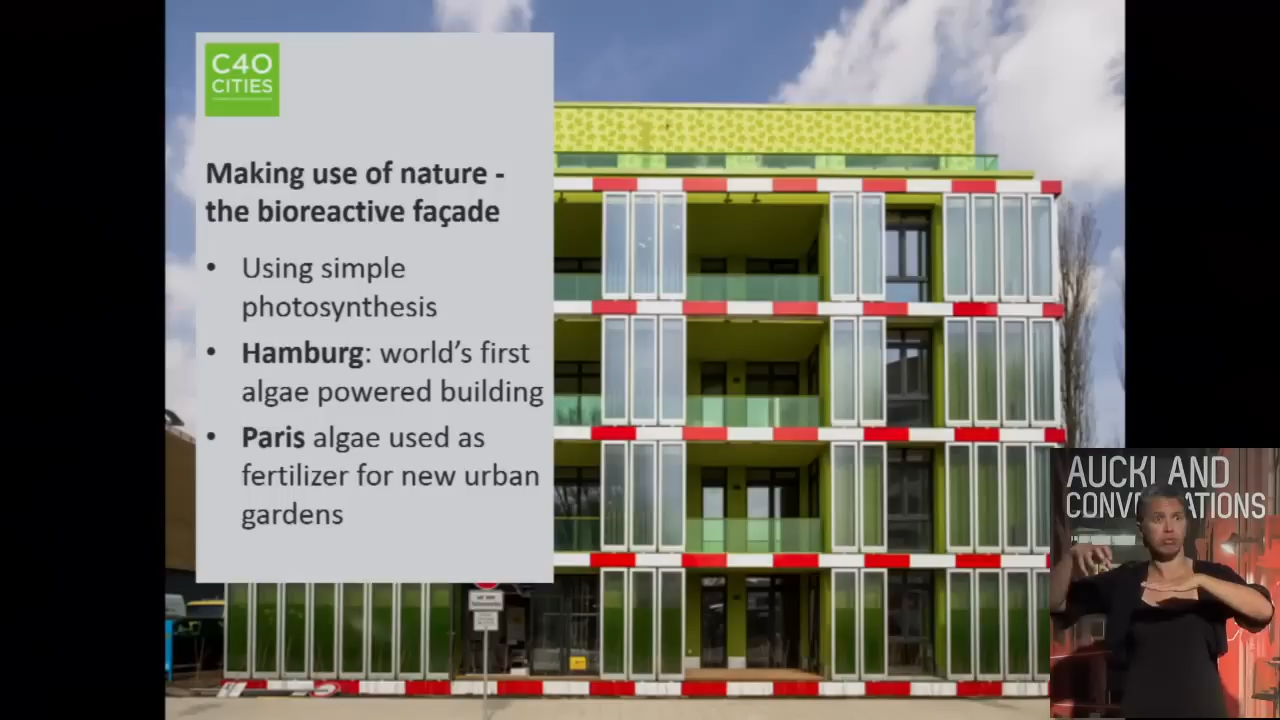 C40
CITIES
Making use of nature -
the bioreactive façade
• Using simple
photosynthesis
• Hamburg: world's first
algae powered building
• Paris algae used as
fertilizer for new urban
gardens
AUCKLAND
CONVERSATIONS